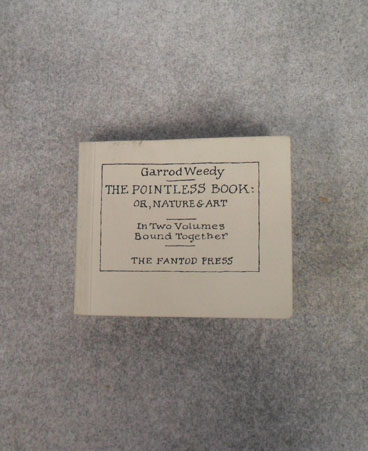 Garrod Weedy
THE POINTLESS BOOK:
OR, NATURE & ART
In Two Volumes
Bound Together
THE FANTOD PRESS